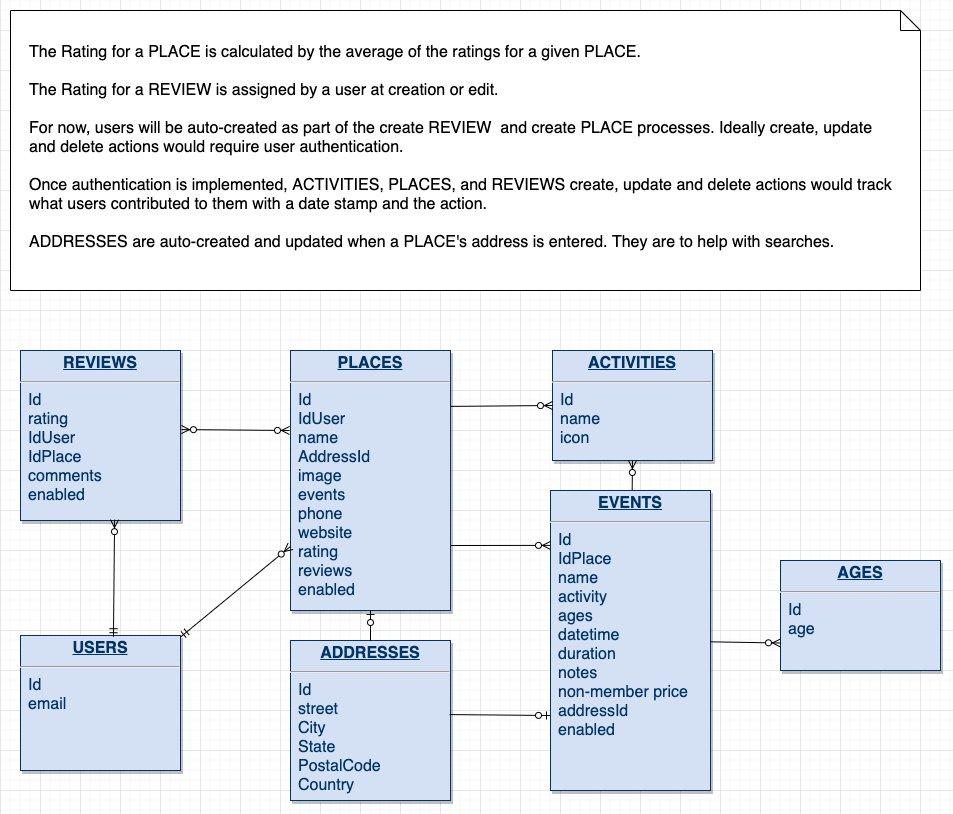 The Rating for a PLACE is calculated by the average of the ratings for a given PLACE.
The Rating for a REVIEW is assigned by a user at creation or edit.
For now, users will be auto-created as part of the create REVIEW  and create PLACE processes. Ideally create, update
and delete actions would require user authentication.
Once authentication is implemented, ACTIVITIES, PLACES, and REVIEWS create, update and delete actions would track
what users contributed to them with a date stamp and the action.
ADDRESSES are auto-created and updated when a PLACE's address is entered. They are to help with searches.
REVIEWS
Id
rating
IdUser
IdPlace
comments
enabled
PLACES
Id
IdUser
name
AddressId
image
events
phone
website
rating
reviews
enabled
ACTIVITIES
Id
name
icon
EVENTS
Id
IdPlace
name
activity
ages
datetime
duration
notes
non-member price
addressId
enabled
AGES
Id
age
USERS
Id
email
ADDRESSES
Id
street
City
State
PostalCode
Country